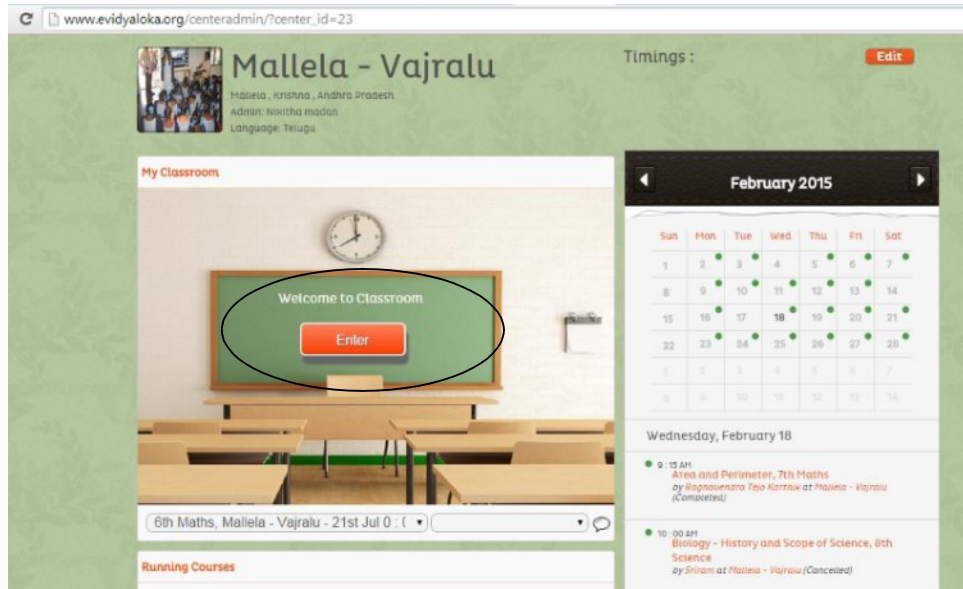 www.evidyaloka.org/centeradmin/?center_id=23
Mallela - Vajralu
Mallela , Krishna , Andhra Pradesh
Admin: Nikitha madan
Language: Telugu
Timings :
Edit
My Classroom
Welcome to Classroom
Enter
6th Maths, Mallela - Vajralu - 21st Jul 0 : (
Running Courses
February 2015
Sun Mon Tue Wed Thu Fri Sat
1 2 3 4 5 6 7
8 9 10 11 12 13 14
15 16 17 18 19 20 21
22 23 24 25 26 27 28
1 2 3 4 5 6 7
8 9 10 11 12 13 14
Wednesday, February 18
9 : 15 AM
Area and Perimeter, 7th Maths
by Raghavendra Teja Karthik at Mallela - Vajralu
(Completed)
10 : 00 AM
Biology - History and Scope of Science, 8th
Science
by Sriram at Mallela - Vajralu (Cancelled)